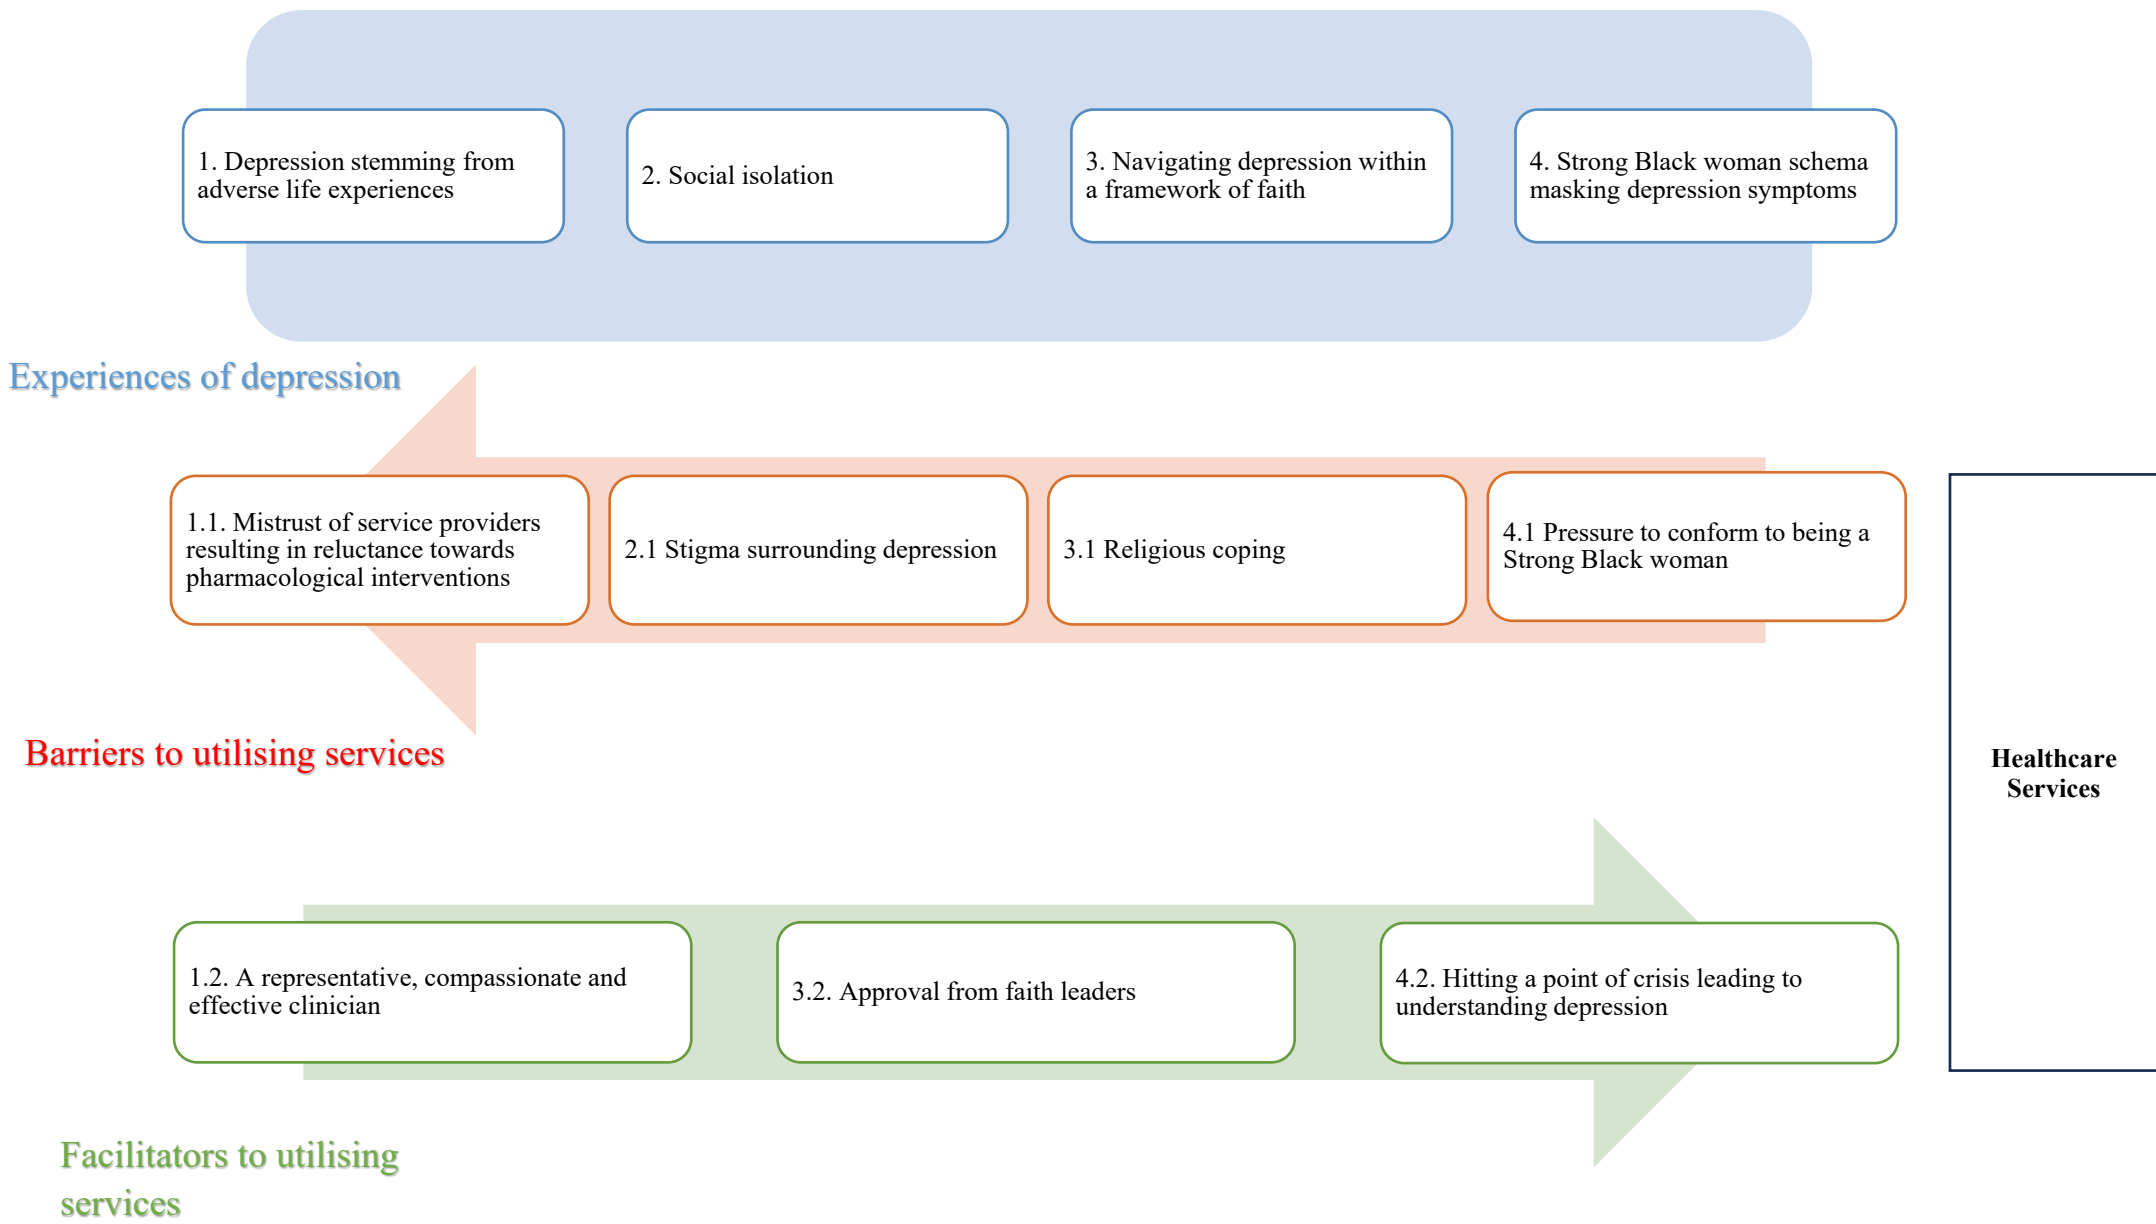 1. Depression stemming from
adverse life experiences
2. Social isolation
3. Navigating depression within
a framework of faith
4. Strong Black woman schema
masking depression symptoms
Experiences of depression
1.1. Mistrust of service providers
resulting in reluctance towards
pharmacological interventions
2.1 Stigma surrounding depression
3.1 Religious coping
4.1 Pressure to conform to being a
Strong Black woman
Barriers to utilising services
Healthcare
Services
1.2. A representative, compassionate and
effective clinician
3.2. Approval from faith leaders
4.2. Hitting a point of crisis leading to
understanding depression
Facilitators to utilising
services